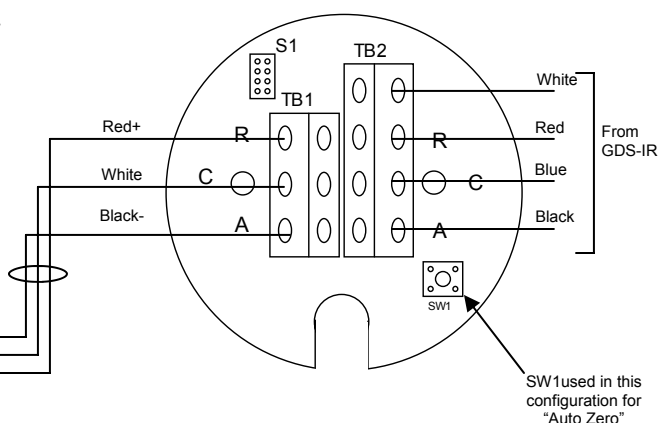 S1
TB2
White
TB1
Red+
R
R
Red
From
GDS-IR
White
C
C
Blue
Black-
A
A
Black
SW1
SW1used in this
configuration for
“Auto Zero”